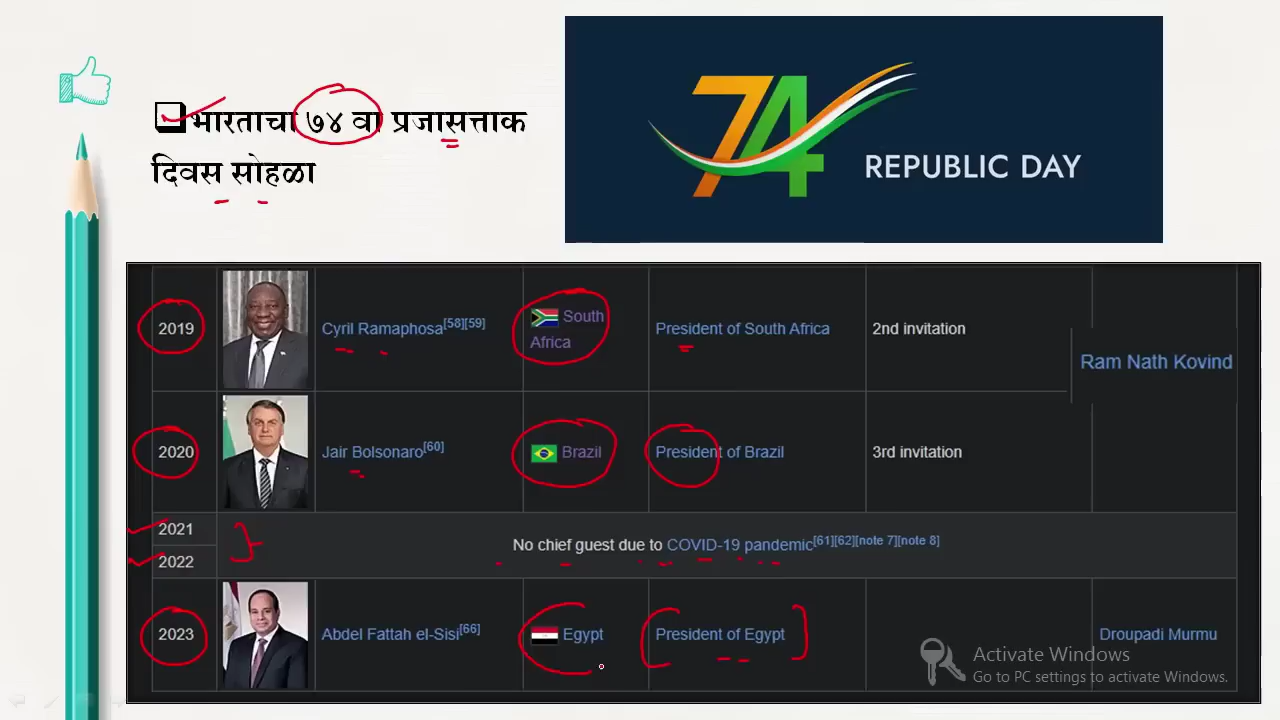 भारताचा ७४ वा प्रजासत्ताक
दिवस सोहळा
74 REPUBLIC DAY
2019 Cyril Ramaphosa[58][59] South Africa President of South Africa 2nd invitation Ram Nath Kovind
2020 Jair Bolsonaro[60] Brazil President of Brazil 3rd invitation
2021
2022
No chief guest due to COVID-19 pandemic[61][62][note 7][note 8]
2023 Abdel Fattah el-Sisi[66] Egypt President of Egypt Droupadi Murmu
Activate Windows
Go to PC settings to activate Windows.